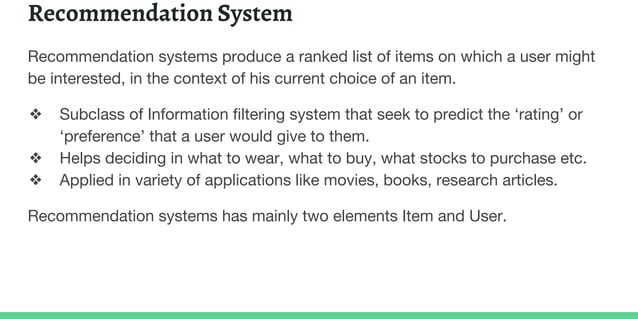 Recommendation System
Recommendation systems produce a ranked list of items on which a user might
be interested, in the context of his current choice of an item.
❖ Subclass of Information filtering system that seek to predict the ‘rating’ or
‘preference’ that a user would give to them.
❖ Helps deciding in what to wear, what to buy, what stocks to purchase etc.
❖ Applied in variety of applications like movies, books, research articles.
Recommendation systems has mainly two elements Item and User.